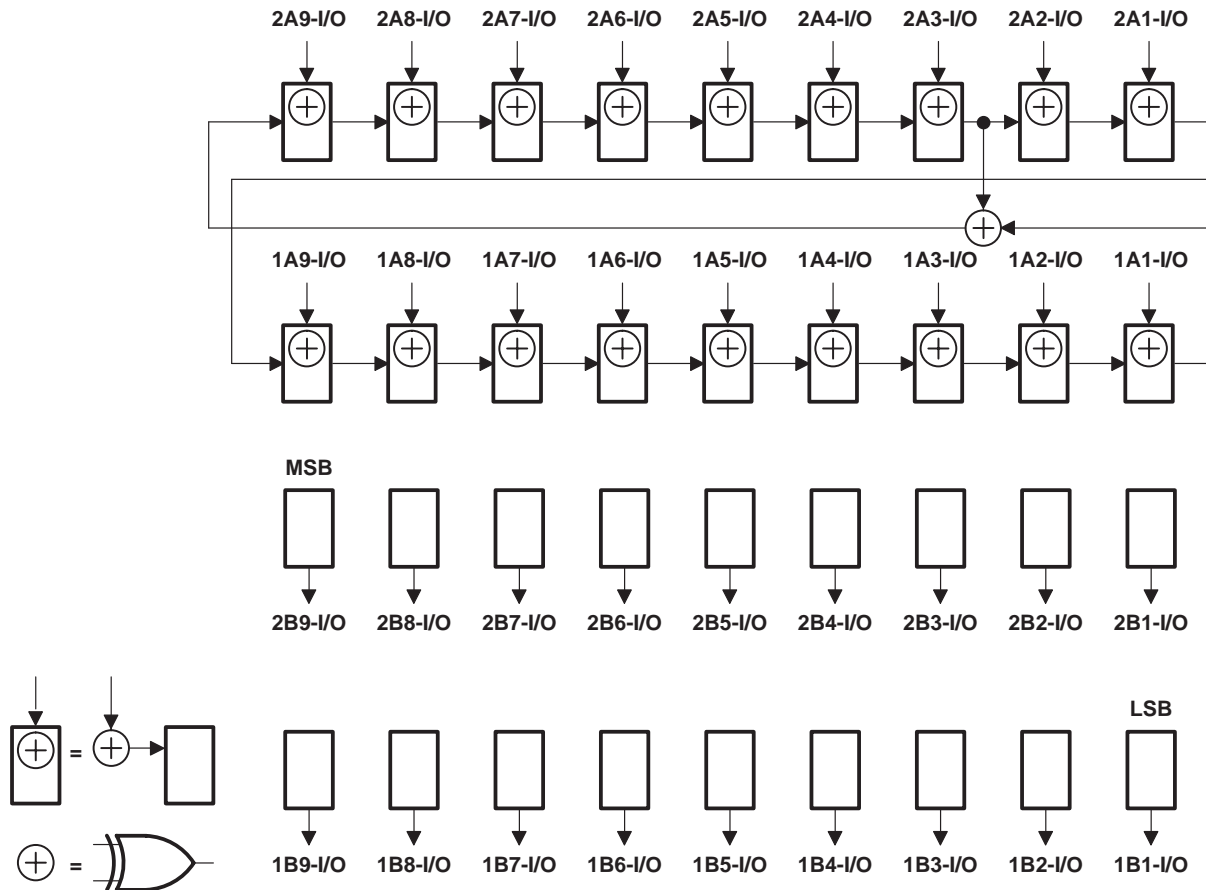 2A9-I/O 2A8-I/O 2A7-I/O 2A6-I/O 2A5-I/O 2A4-I/O 2A3-I/O 2A2-I/O 2A1-I/O
1A9-I/O 1A8-I/O 1A7-I/O 1A6-I/O 1A5-I/O 1A4-I/O 1A3-I/O 1A2-I/O 1A1-I/O
MSB
2B9-I/O 2B8-I/O 2B7-I/O 2B6-I/O 2B5-I/O 2B4-I/O 2B3-I/O 2B2-I/O 2B1-I/O
LSB
=
=
1B9-I/O 1B8-I/O 1B7-I/O 1B6-I/O 1B5-I/O 1B4-I/O 1B3-I/O 1B2-I/O 1B1-I/O